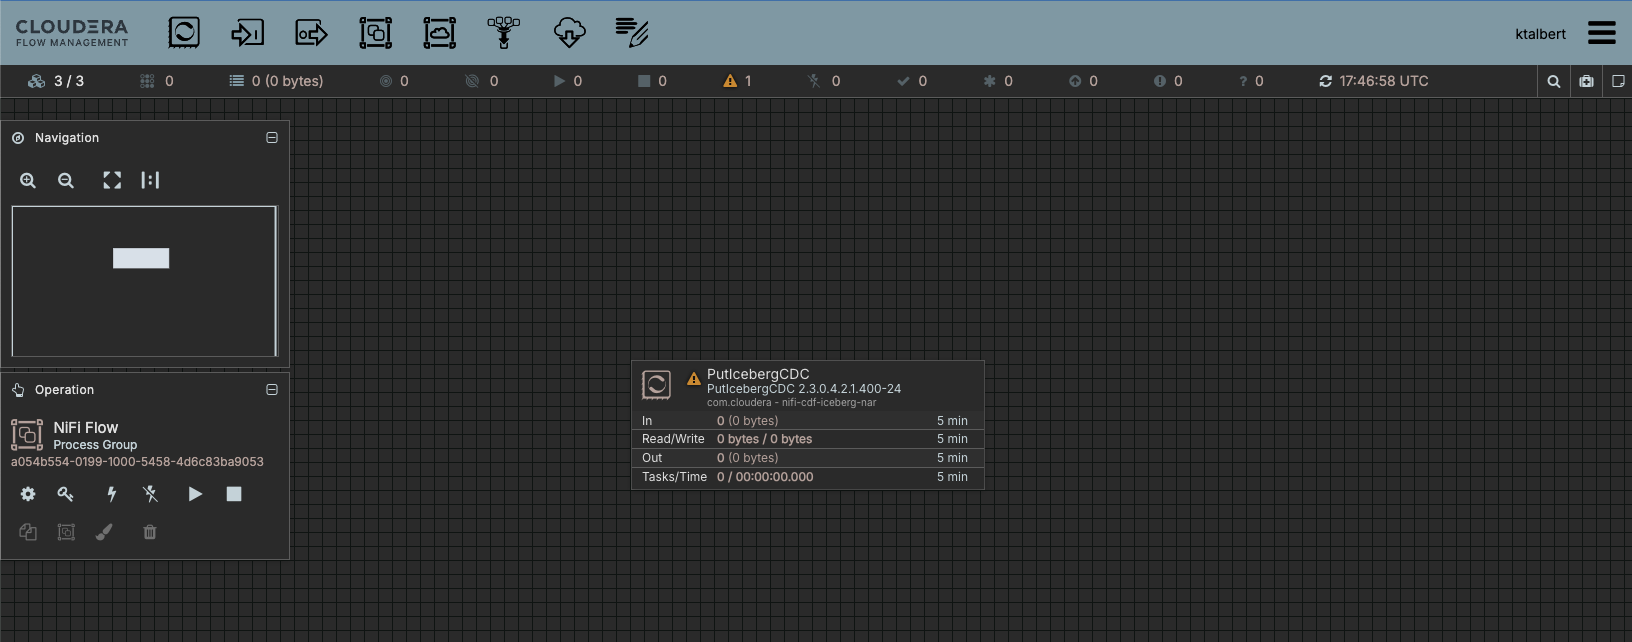 CLOUDERA
FLOW MANAGEMENT
ktalbert
3 / 3 0 0 (0 bytes) 0 0 0 0 1 0 0 0 0 0 ? 0 17:46:58 UTC
Navigation
Operation
NiFi Flow
Process Group
a054b554-0199-1000-5458-4d6c83ba9053
PutIcebergCDC
PutIcebergCDC 2.3.0.4.2.1.400-24
com.cloudera - nifi-cdf-iceberg-nar
In 0 (0 bytes) 5 min
Read/Write 0 bytes / 0 bytes 5 min
Out 0 (0 bytes) 5 min
Tasks/Time 0 / 00:00:00.000 5 min